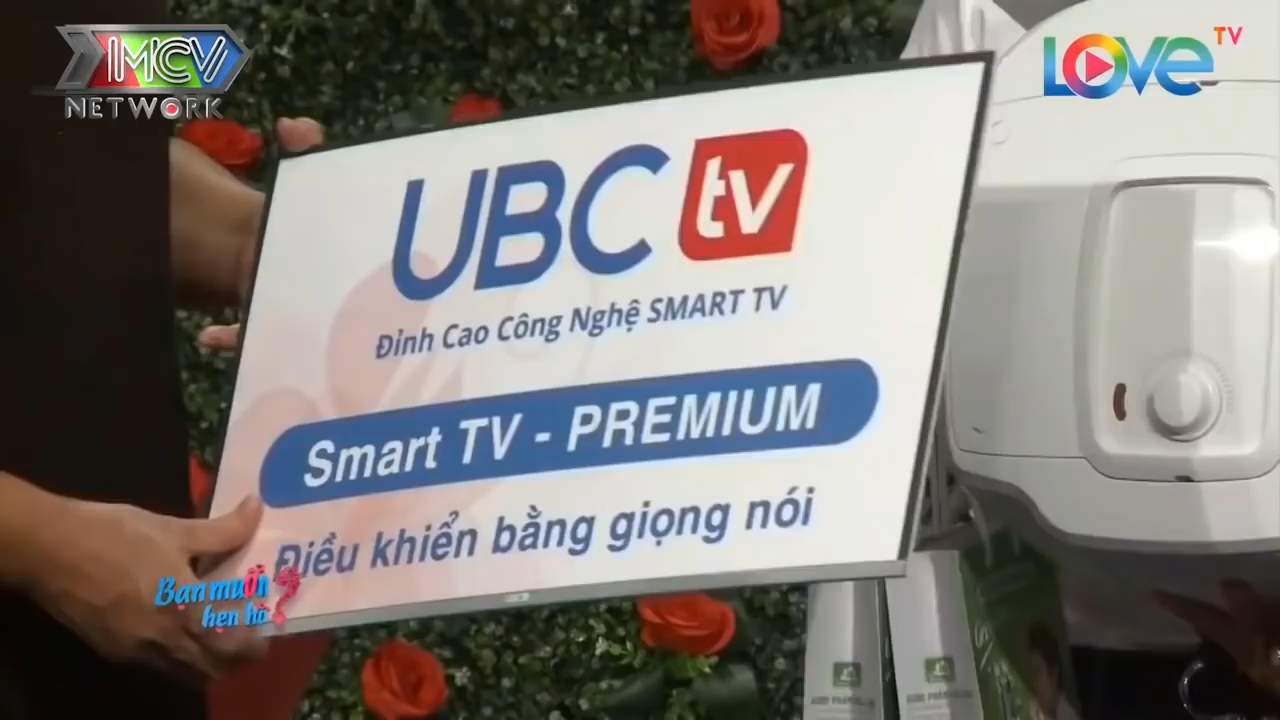 MCV
NETWORK
LOVE TV
UBC tv
Đỉnh Cao Công Nghệ SMART TV
Smart TV - PREMIUM
Điều khiển bằng giọng nói
Bạn muốn
hẹn hò